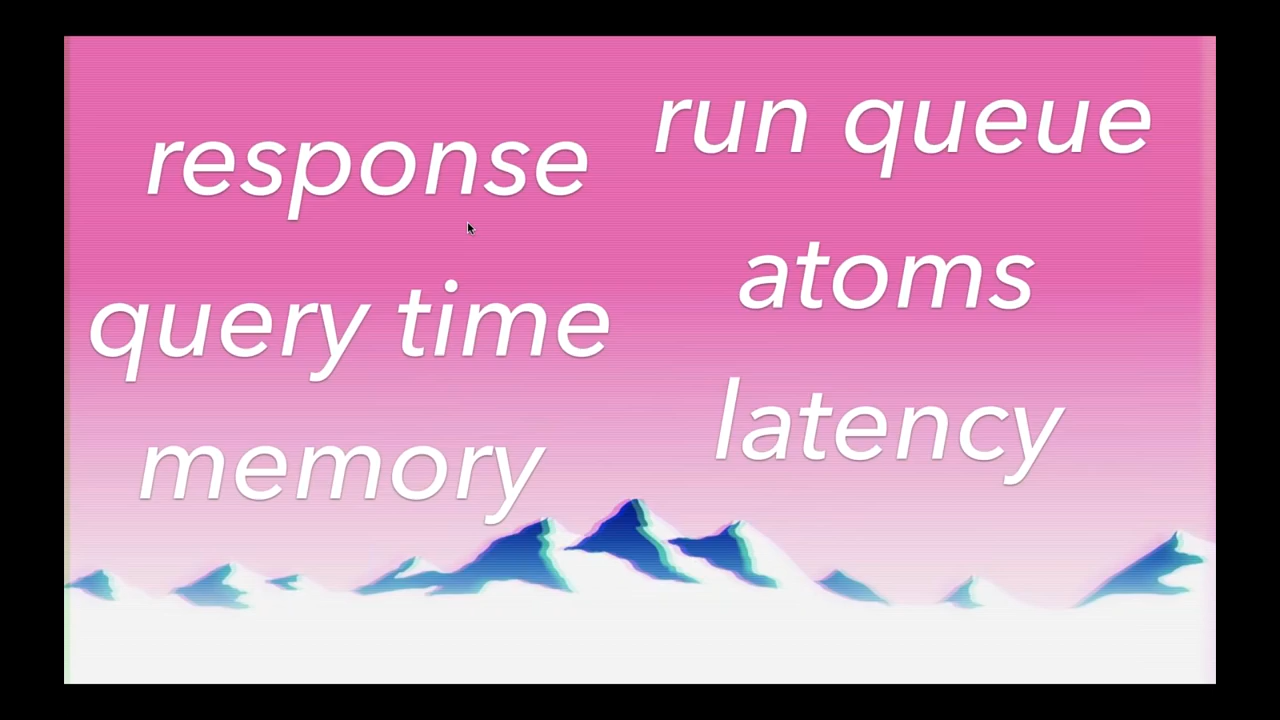 response
query time
memory
run queue
atoms
latency